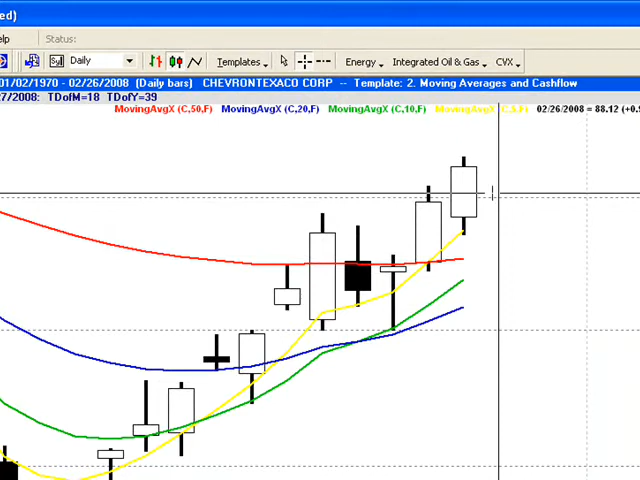 ed)
elp Status:
Daily Templates Energy Integrated Oil & Gas CVX
01/02/1970 - 02/26/2008 (Daily bars) CHEVRONTEXACO CORP -- Template: 2. Moving Averages and Cashflow
7/2008: TDofM=18 TDofY=39
MovingAvgX (C,50,F) MovingAvgX (C,20,F) MovingAvgX (C,10,F) MovingAvgX (C,5,F) 02/26/2008 = 88.12 (+0.